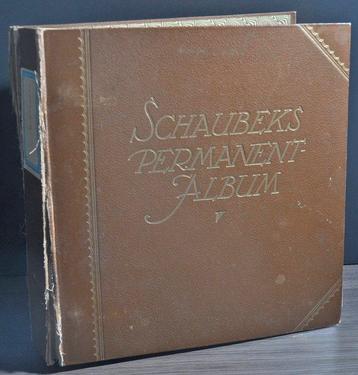 SCHAUBEKS
PERMANENT-
ALBUM
V